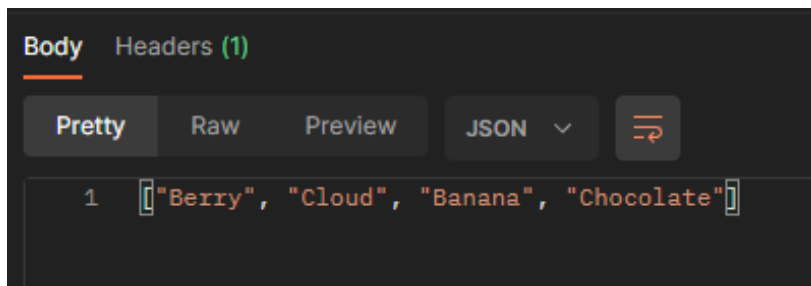 Body Headers (1)
Pretty Raw Preview JSON
1 ["Berry", "Cloud", "Banana", "Chocolate"]